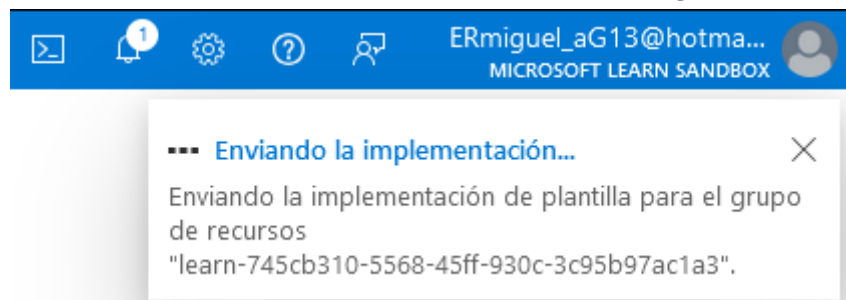 1
ERmiguel_aG13@hotma...
MICROSOFT LEARN SANDBOX
Enviando la implementación...
Enviando la implementación de plantilla para el grupo
de recursos
"learn-745cb310-5568-45ff-930c-3c95b97ac1a3".